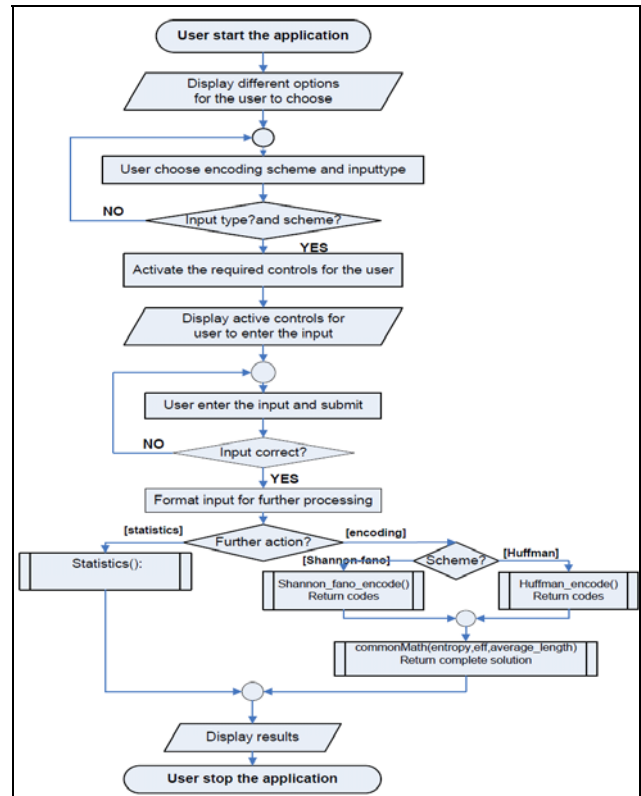 User start the application
Display different options
for the user to choose
User choose encoding scheme and inputtype
NO
Input type?and scheme?
YES
Activate the required controls for the user
Display active controls for
user to enter the input
User enter the input and submit
NO
Input correct?
YES
Format input for further processing
[statistics]
Further action?
[encoding]
[Shannon-fano]
Scheme?
[Huffman]
Statistics():
Shannon_fano_encode()
Return codes
Huffman_encode()
Return codes
commonMath(entropy,eff,average_length)
Return complete solution
Display results
User stop the application